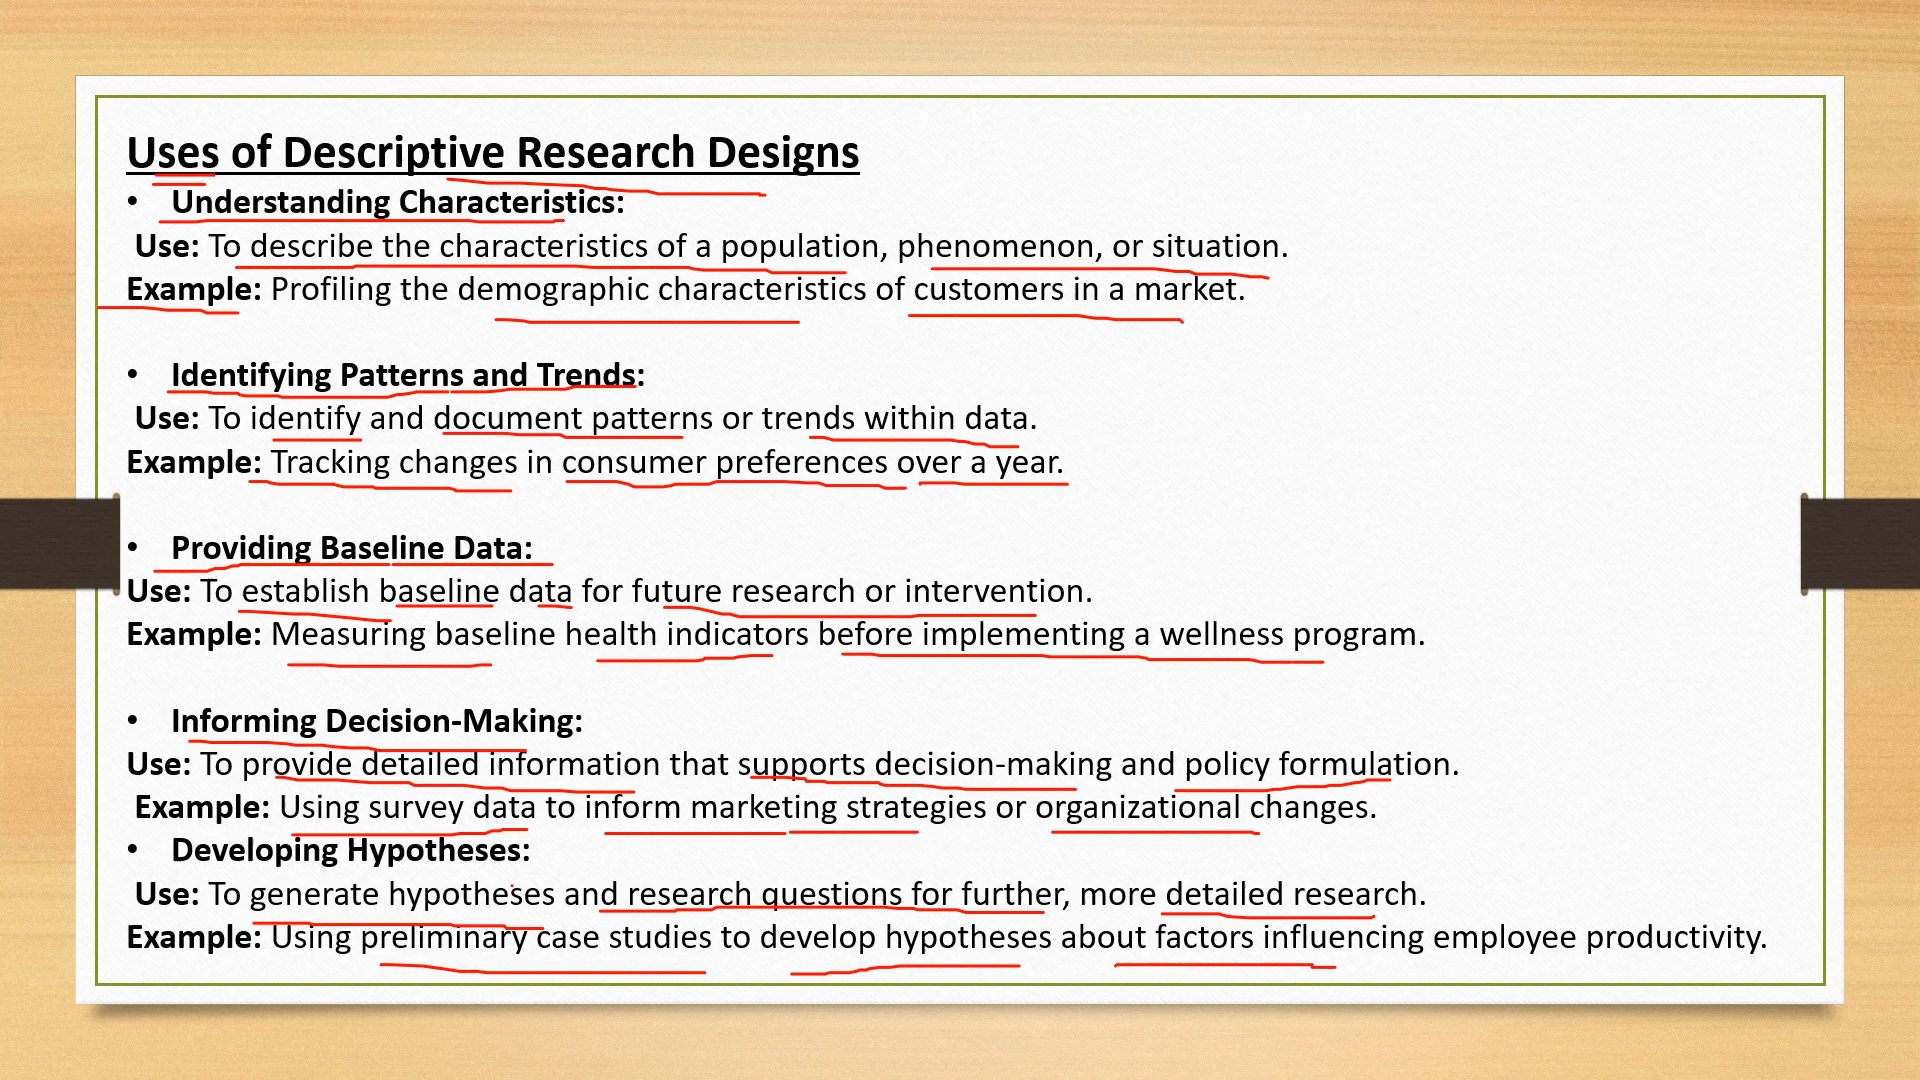 Uses of Descriptive Research Designs
• Understanding Characteristics:
Use: To describe the characteristics of a population, phenomenon, or situation.
Example: Profiling the demographic characteristics of customers in a market.
• Identifying Patterns and Trends:
Use: To identify and document patterns or trends within data.
Example: Tracking changes in consumer preferences over a year.
• Providing Baseline Data:
Use: To establish baseline data for future research or intervention.
Example: Measuring baseline health indicators before implementing a wellness program.
• Informing Decision-Making:
Use: To provide detailed information that supports decision-making and policy formulation.
Example: Using survey data to inform marketing strategies or organizational changes.
• Developing Hypotheses:
Use: To generate hypotheses and research questions for further, more detailed research.
Example: Using preliminary case studies to develop hypotheses about factors influencing employee productivity.